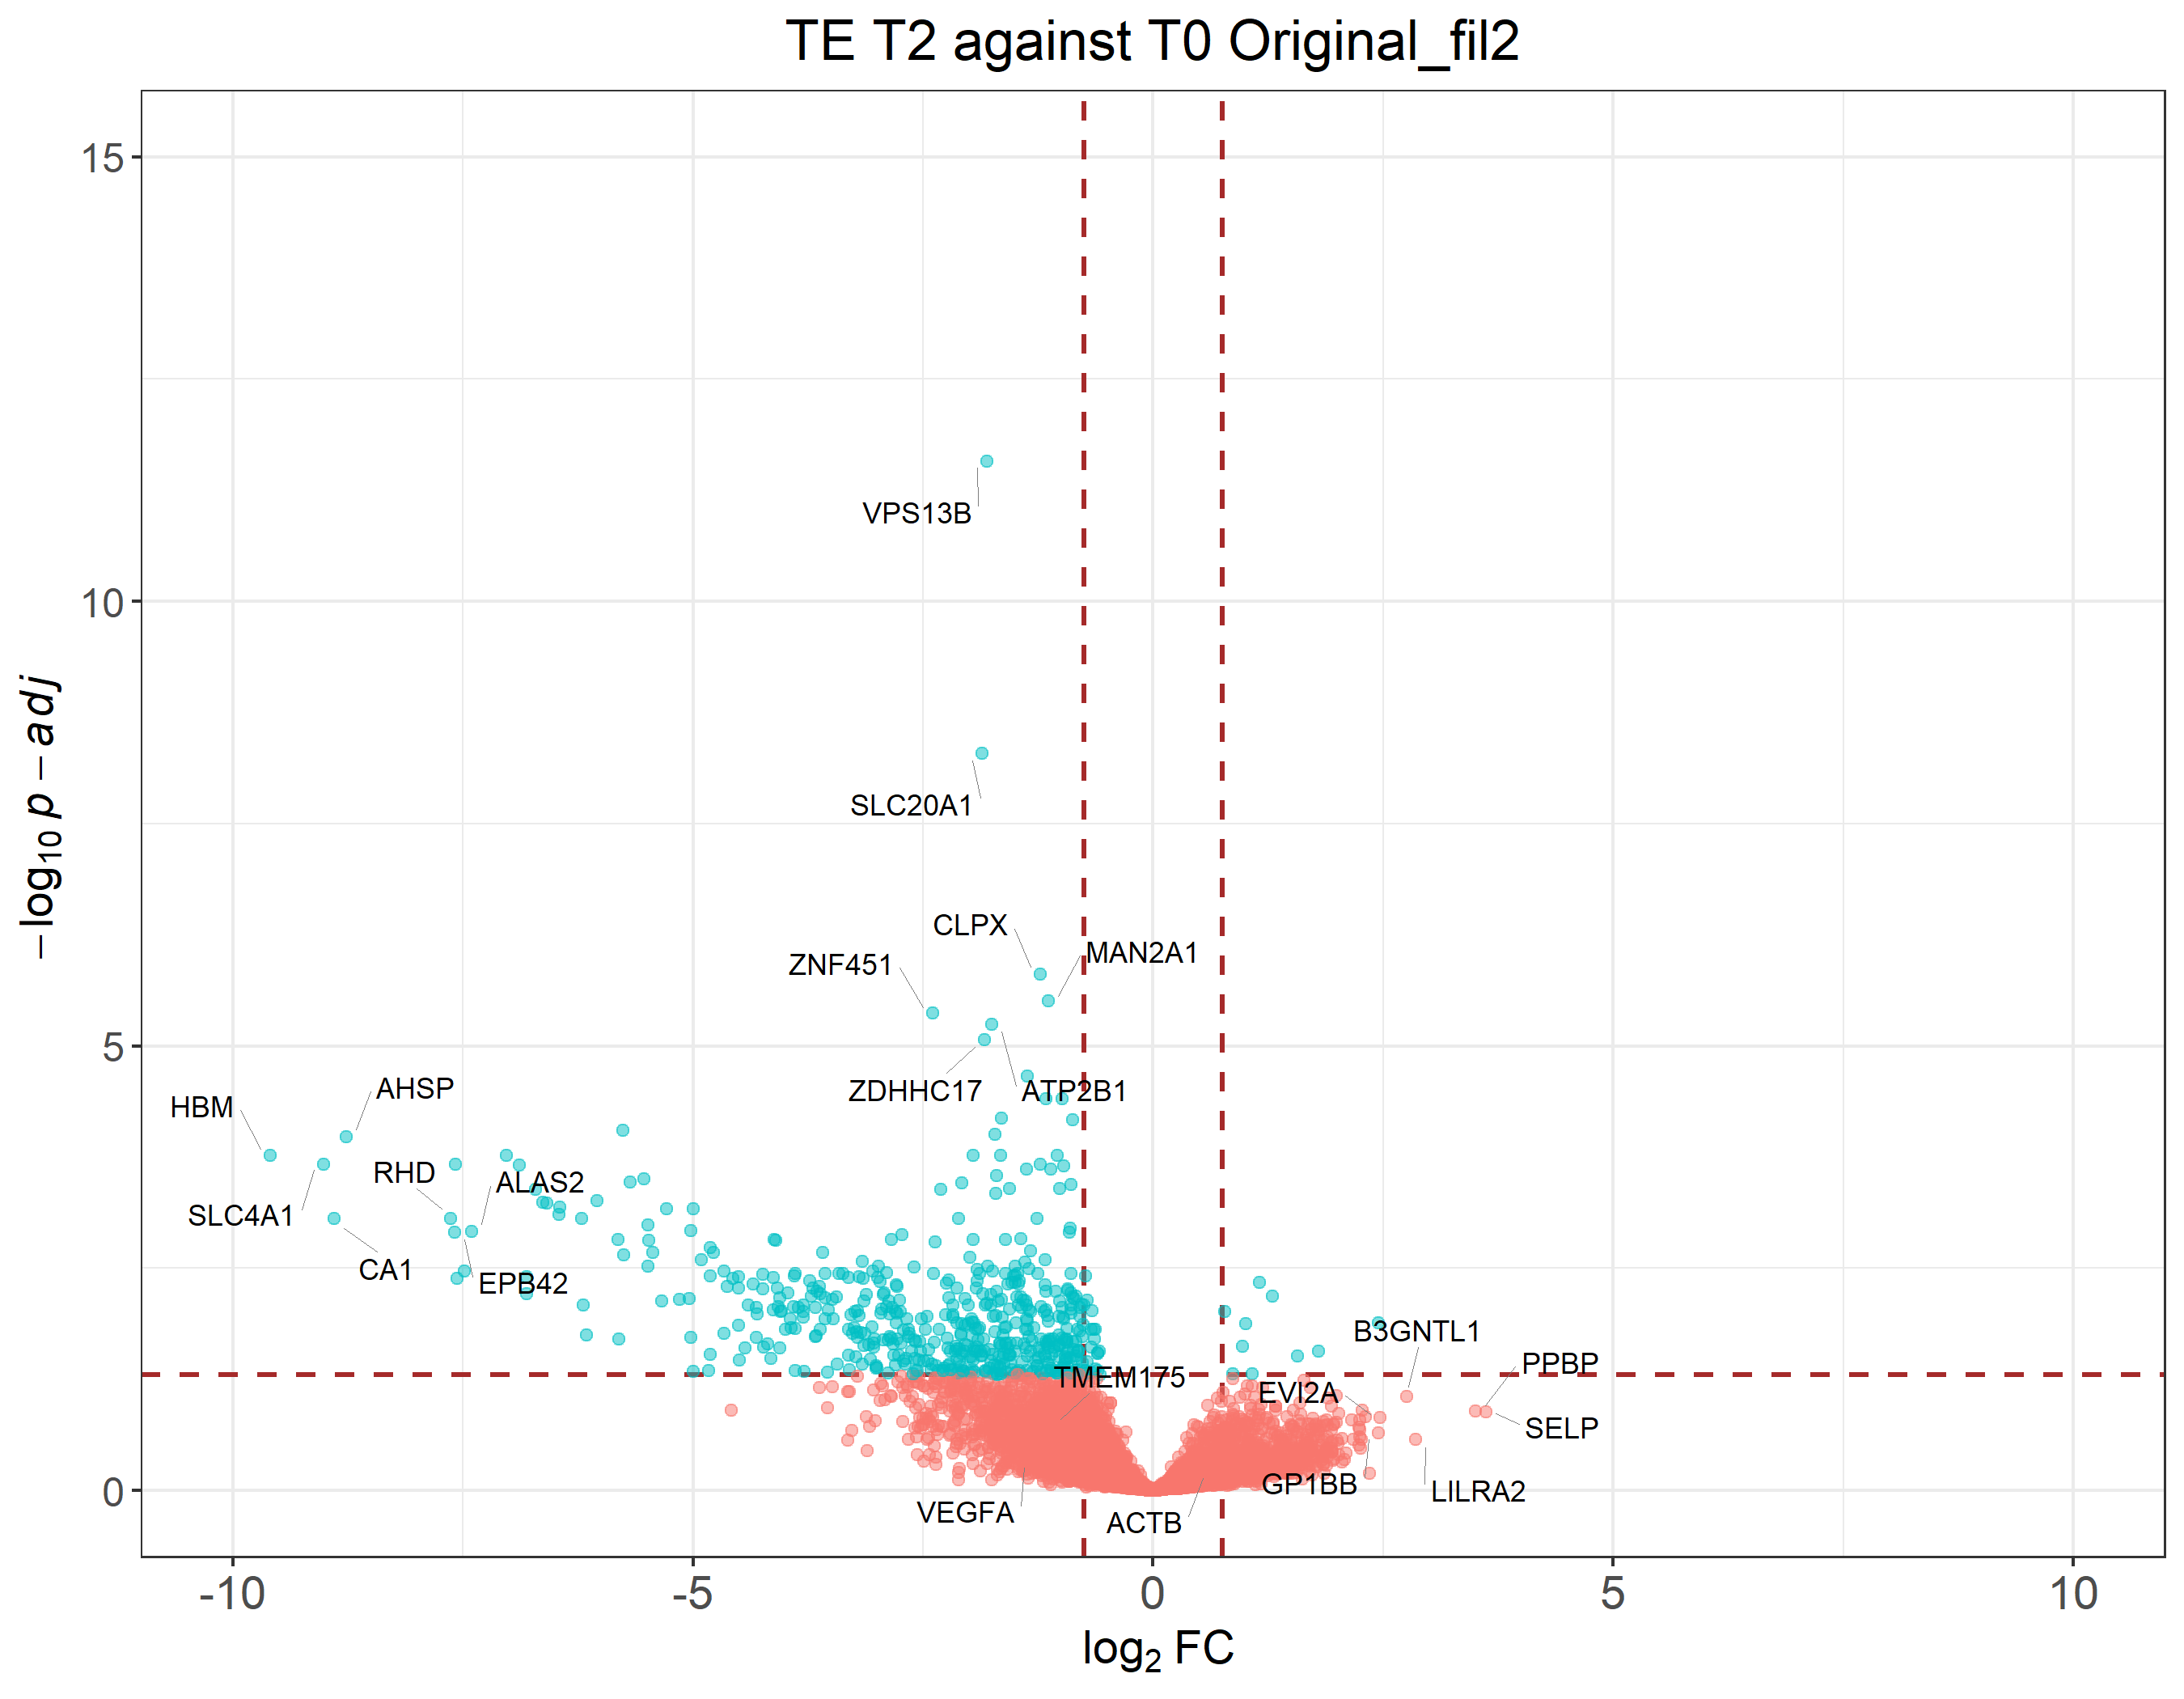 TE T2 against T0 Original_fil2
15
10
5
0
−log10 p − adj
VPS13B
SLC20A1
CLPX
MAN2A1
ZNF451
ZDHHC17
ATP2B1
AHSP
HBM
RHD
ALAS2
SLC4A1
CA1
EPB42
B3GNTL1
PPBP
TMEM175
EVI2A
SELP
GP1BB
LILRA2
VEGFA
ACTB
-10
-5
0
5
10
log2 FC